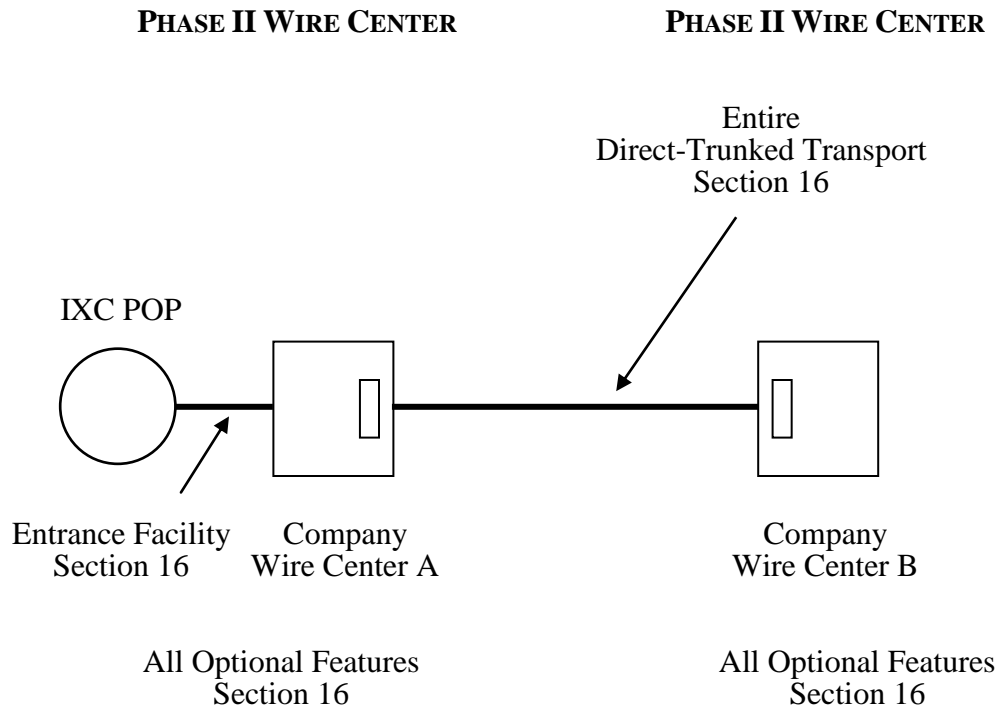 PHASE II WIRE CENTER
PHASE II WIRE CENTER
Entire
Direct-Trunked Transport
Section 16
IXC POP
Entrance Facility
Section 16
Company
Wire Center A
Company
Wire Center B
All Optional Features
Section 16
All Optional Features
Section 16